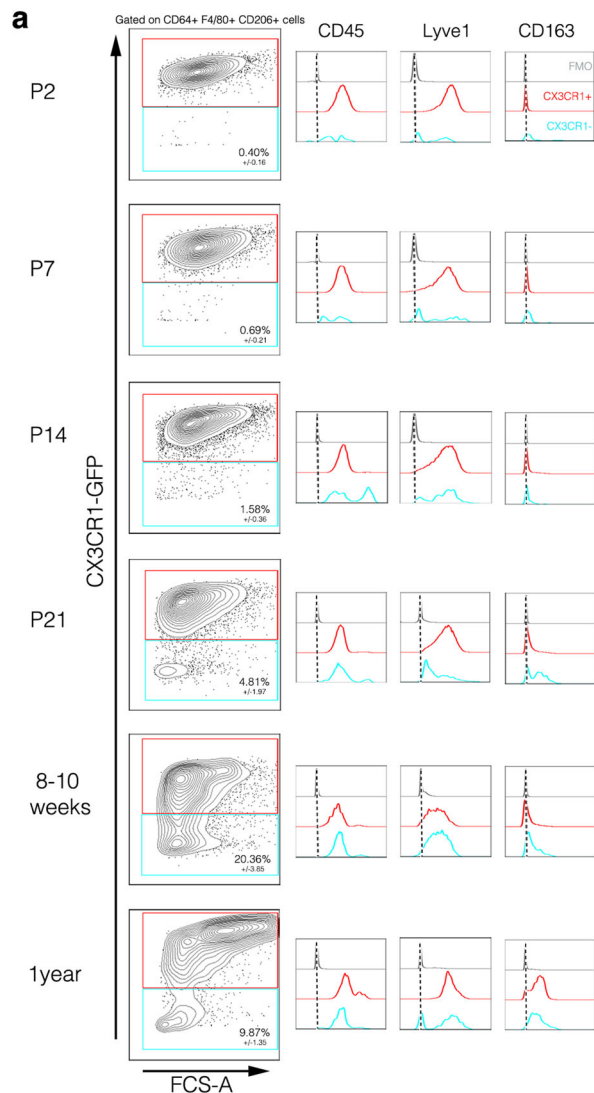 a
Gated on CD64+ F4/80+ CD206+ cells
CD45
Lyve1
CD163
P2
FMO
CX3CR1+
CX3CR1-
0.40%
+/-0.16
P7
0.69%
+/-0.21
P14
1.58%
+/-0.36
CX3CR1-GFP
P21
4.81%
+/-1.97
8-10
weeks
20.36%
+/-3.85
1year
9.87%
+/-1.35
FCS-A